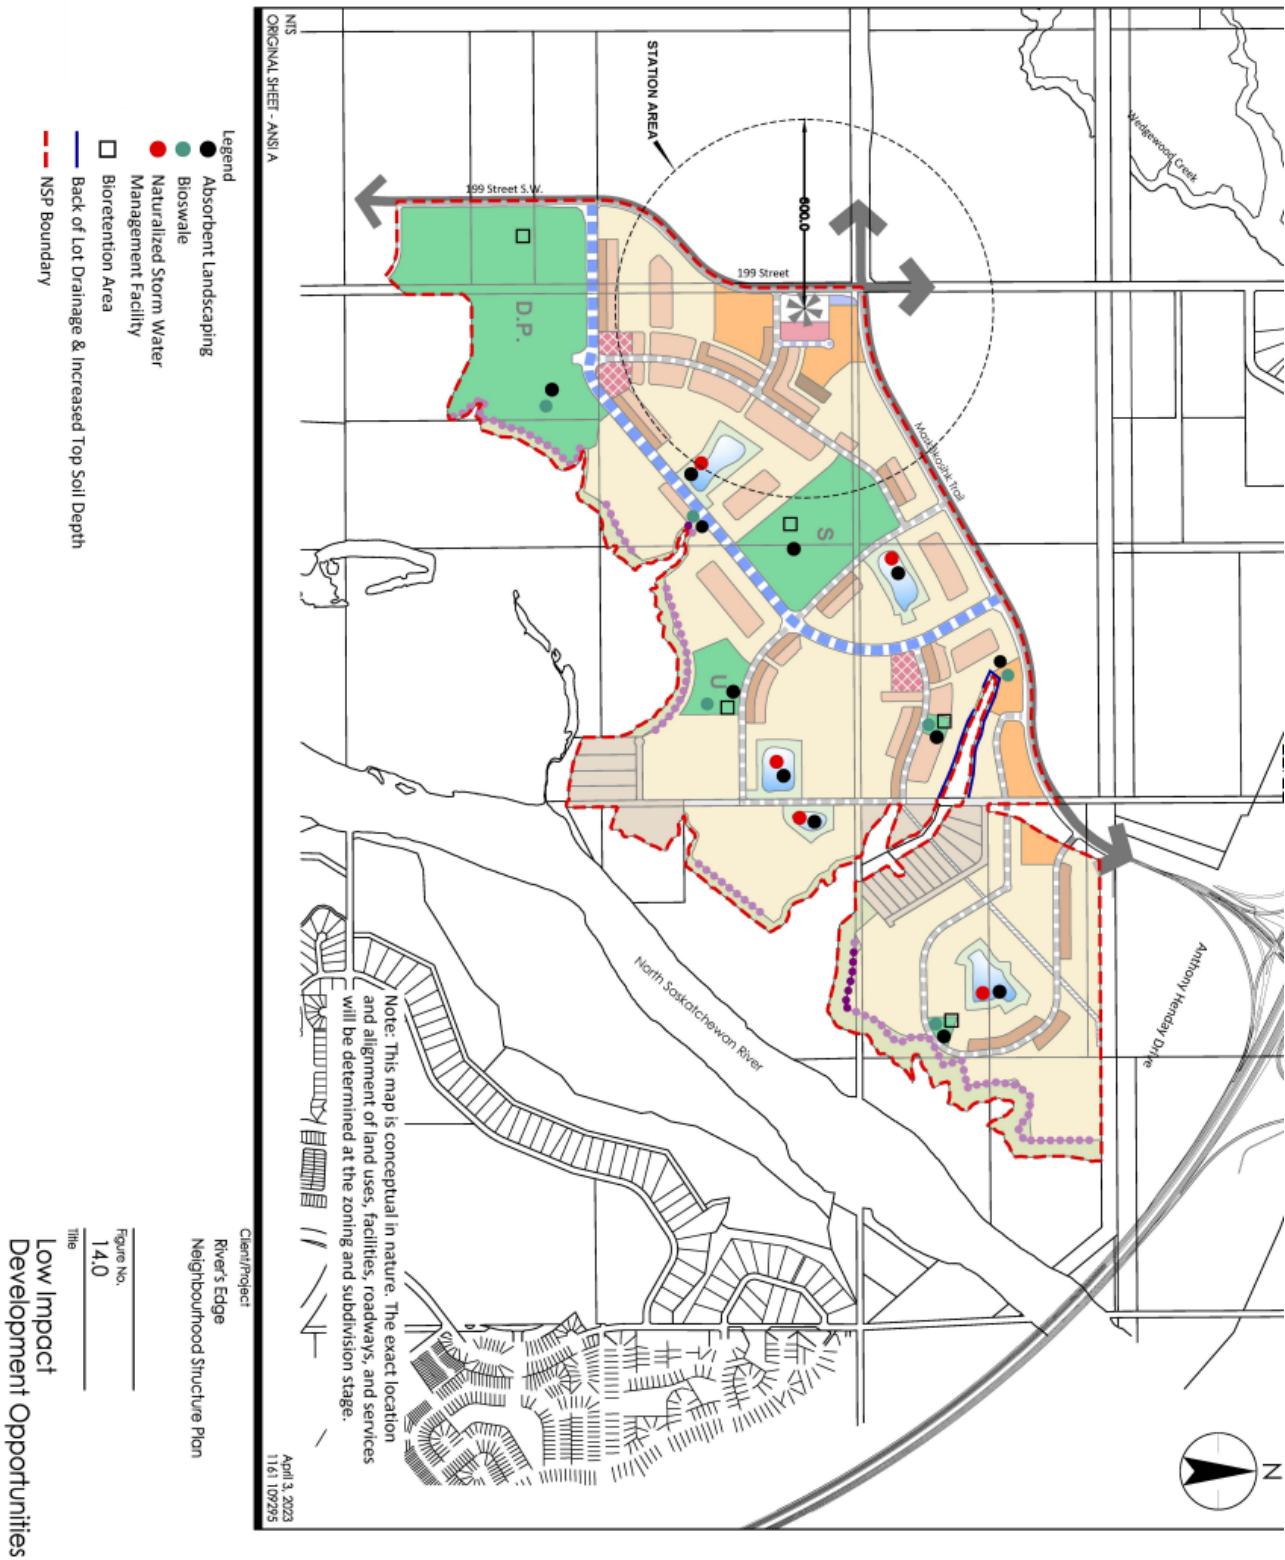 Wedgewood Creek
STATION AREA
600.0
199 Street S.W.
199 Street
Maskêkosihk Trail
Anthony Henday Drive
North Saskatchewan River
D.P.
S
U
N
Note: This map is conceptual in nature. The exact location
and alignment of land uses, facilities, roadways, and services
will be determined at the zoning and subdivision stage.
NTS
ORIGINAL SHEET - ANSI A
April 3, 2023
1161 109295
Legend
Absorbent Landscaping
Bioswale
Naturalized Storm Water
Management Facility
Bioretention Area
Back of Lot Drainage & Increased Top Soil Depth
NSP Boundary
Client/Project
River's Edge
Neighbourhood Structure Plan
Figure No.
14.0
Title
Low Impact
Development Opportunities